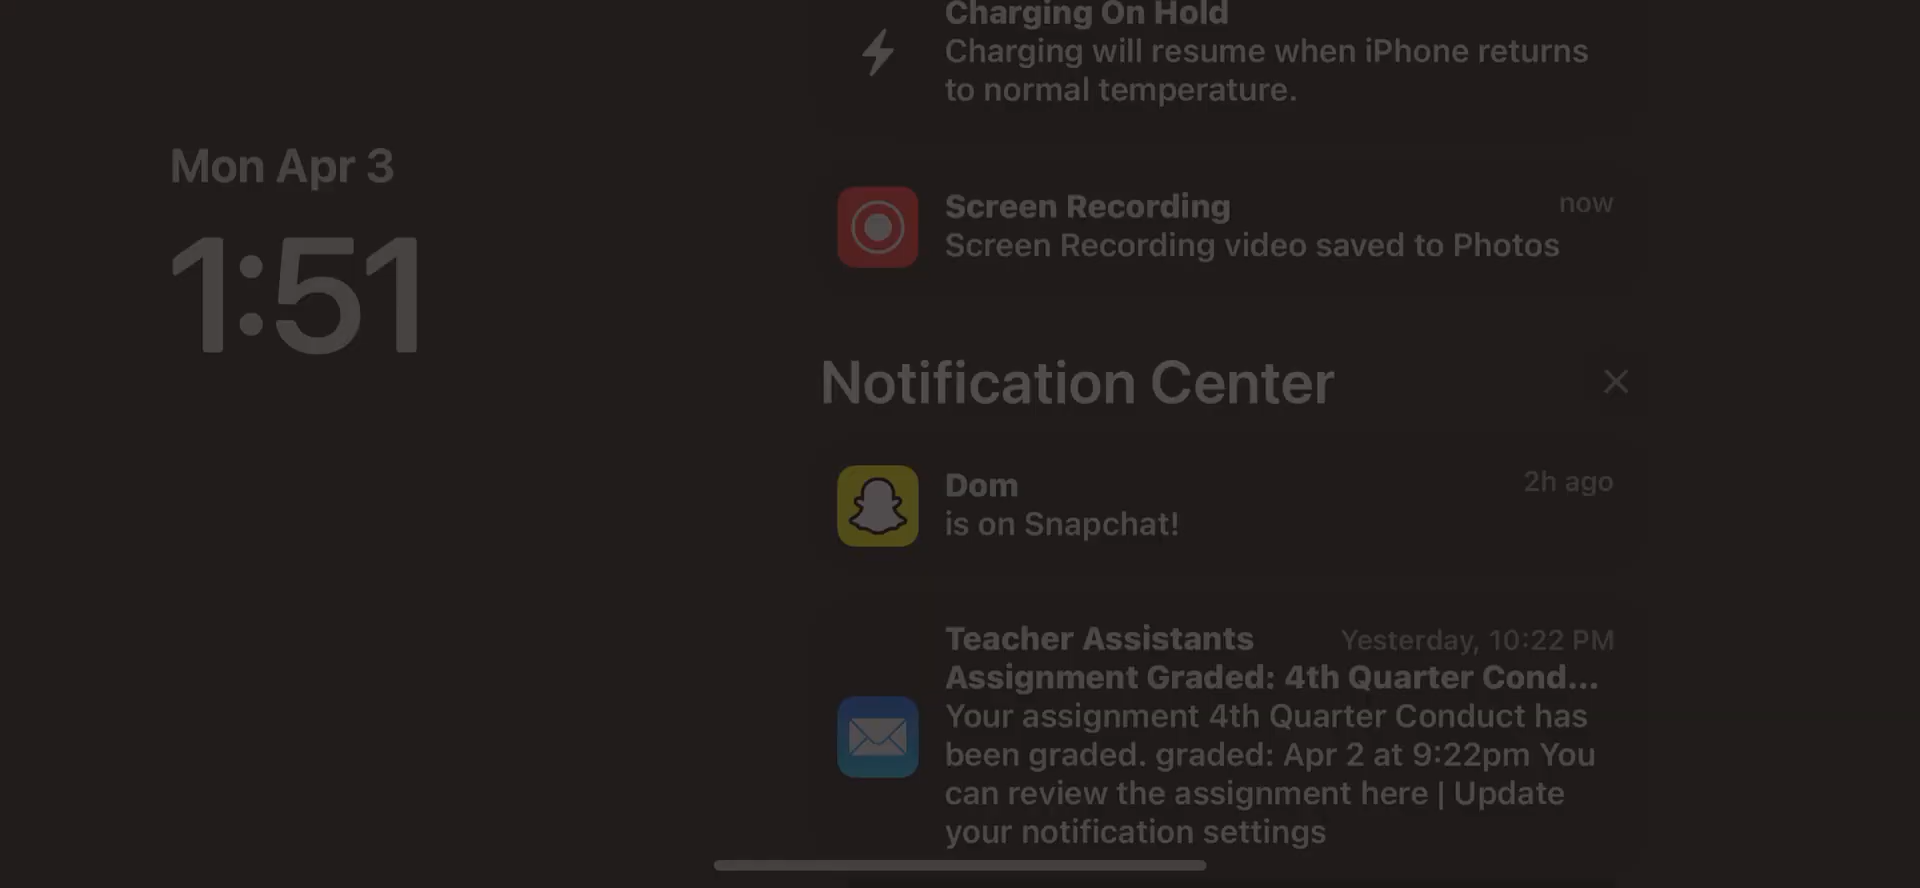 Mon Apr 3
1:51
Charging On Hold
Charging will resume when iPhone returns
to normal temperature.
Screen Recording
now
Screen Recording video saved to Photos
Notification Center
Dom
2h ago
is on Snapchat!
Teacher Assistants
Yesterday, 10:22 PM
Assignment Graded: 4th Quarter Cond...
Your assignment 4th Quarter Conduct has
been graded. graded: Apr 2 at 9:22pm You
can review the assignment here | Update
your notification settings